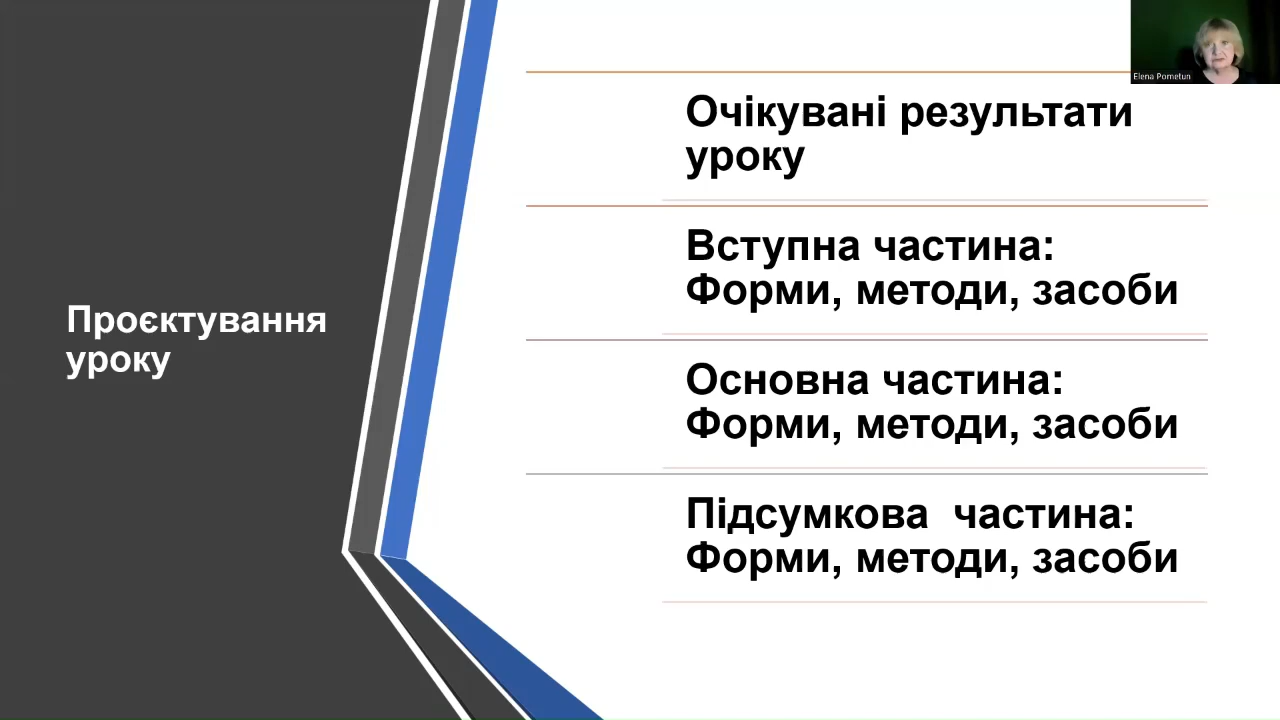 Elena Pometun
Проєктування
уроку
Очікувані результати
уроку
Вступна частина:
Форми, методи, засоби
Основна частина:
Форми, методи, засоби
Підсумкова  частина:
Форми, методи, засоби